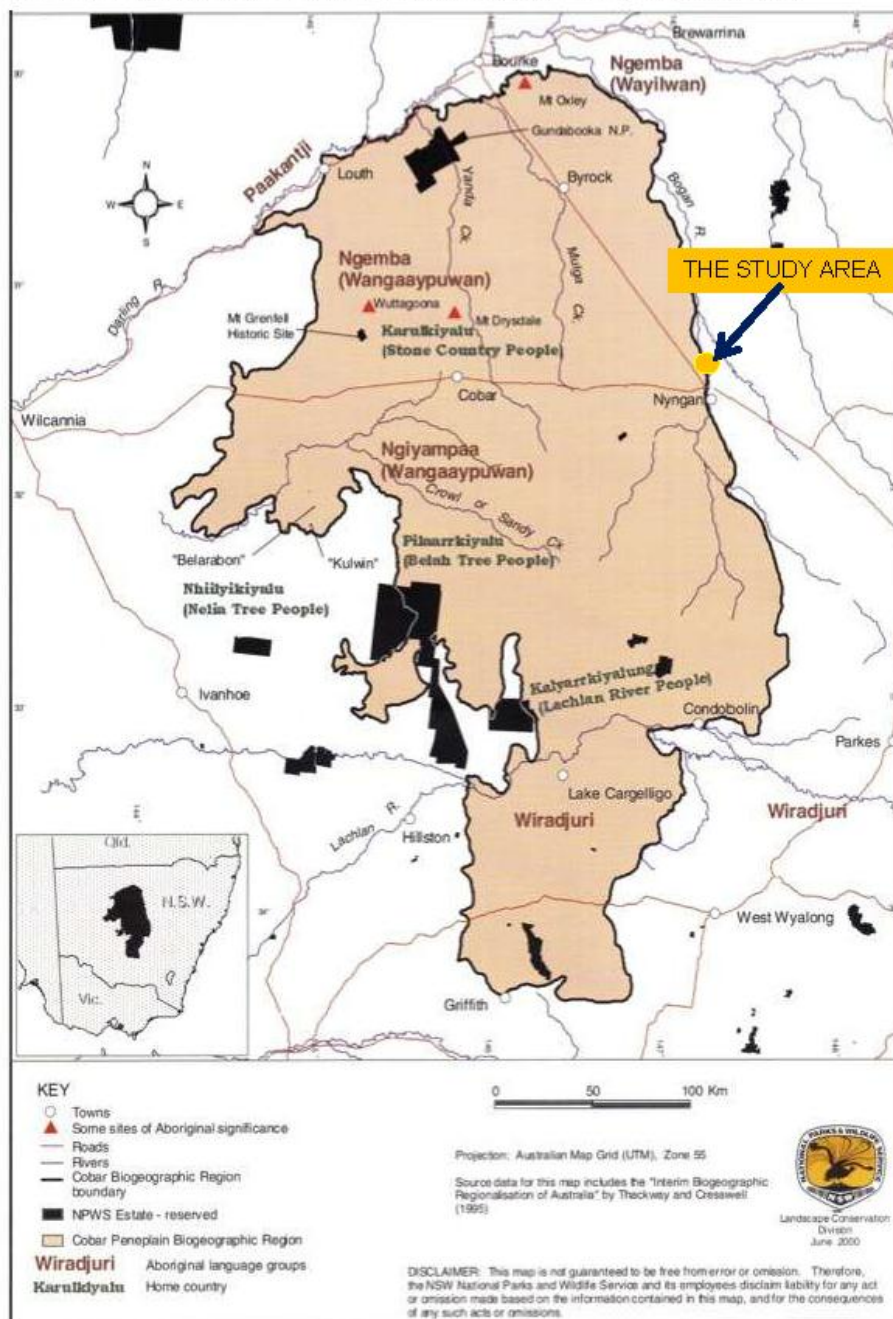 Brewarrina
Bourke
Ngemba
(Wayilwan)
Mt Oxley
Gundabooka N.P.
Paakantji
Louth
Byrock
Yanda Ck
Bogan R.
N
W E
S
Mulga Ck
THE STUDY AREA
Ngemba
(Wangaaypuwan)
Darling R.
Wuttagoona
Mt Grenfell
Historic Site
Mt Drysdale
Karulkiyalu
(Stone Country People)
Cobar
Nyngan
Wilcannia
Ngiyampaa
(Wangaaypuwan)
Crowl or Sandy Ck
"Belarabon"
"Kulwin"
Pilaarrkiyalu
(Belah Tree People)
Nhiilyikiyalu
(Nelia Tree People)
Ivanhoe
Kalyarrkiyalung
(Lachlan River People)
Condobolin
Parkes
Lake Cargelligo
Wiradjuri
Wiradjuri
Lachlan R.
Hillston
Qld.
N.S.W.
Vic.
West Wyalong
Griffith
KEY
Towns
Some sites of Aboriginal significance
Roads
Rivers
Cobar Biogeographic Region
boundary
NPWS Estate - reserved
Cobar Peneplain Biogeographic Region
Wiradjuri Aboriginal language groups
Karulkiyalu Home country
0 50 100 Km
Projection: Australian Map Grid (UTM), Zone 55
Source data for this map includes the "Interim Biogeographic
Regionalisation of Australia" by Thackway and Cresswell
(1995)
NATIONAL PARKS & WILDLIFE SERVICE
NSW
Landscape Conservation
Division
June 2000
DISCLAIMER: This map is not guaranteed to be free from error or omission. Therefore,
the NSW National Parks and Wildlife Service and its employees disclaim liability for any act
or omission made based on the information contained in this map, and for the consequences
of any such acts or omissions.